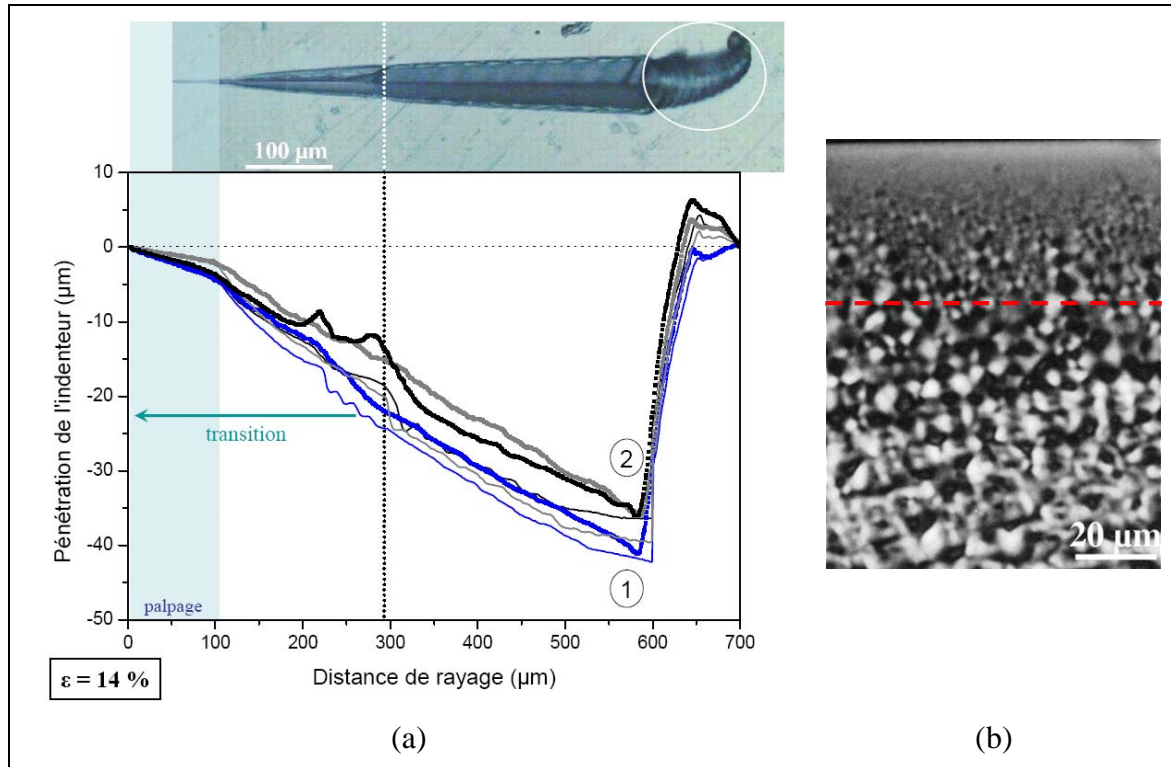 100 µm
10
0
-10
-20
-30
-40
-50
Pénétration de l'indenteur (µm)
transition
2
1
palpage
0 100 200 300 400 500 600 700
Distance de rayage (µm)
ε = 14 %
20 µm
(a) (b)